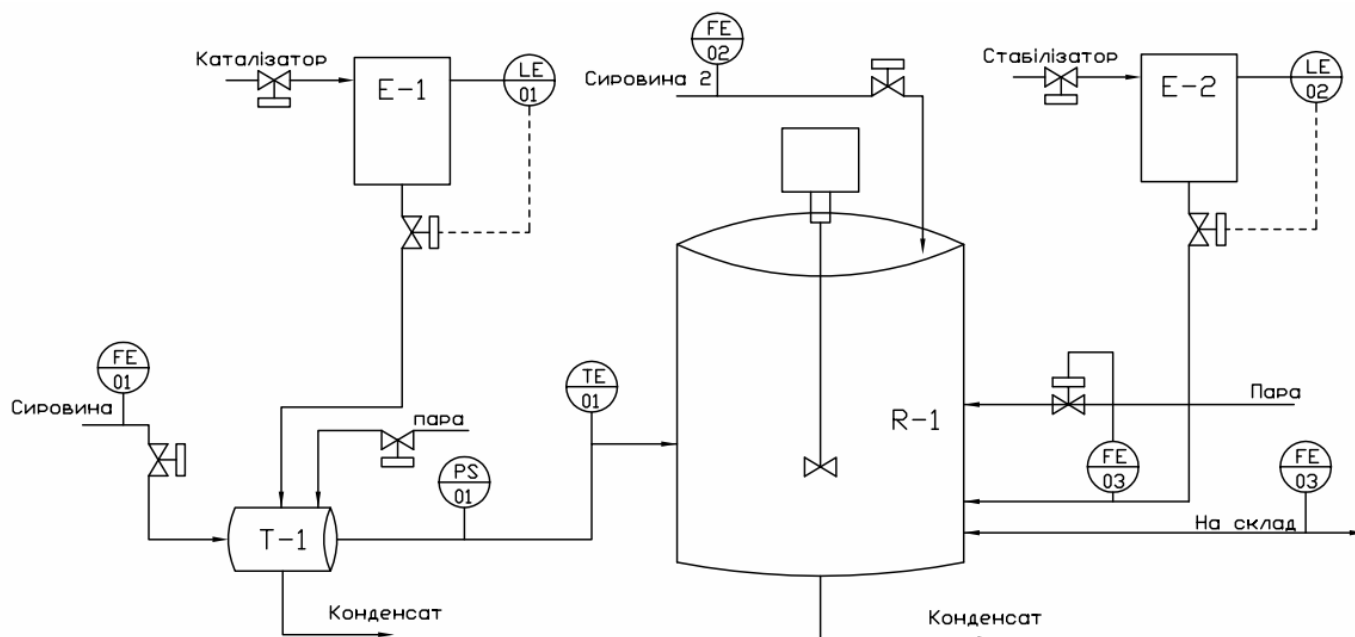 FE
02
Каталізатор
Сировина 2
Стабілізатор
E-1
LE
01
E-2
LE
02
FE
01
Сировина
пара
TE
01
PS
01
R-1
Пара
FE
03
FE
03
T-1
На склад
Конденсат
Конденсат